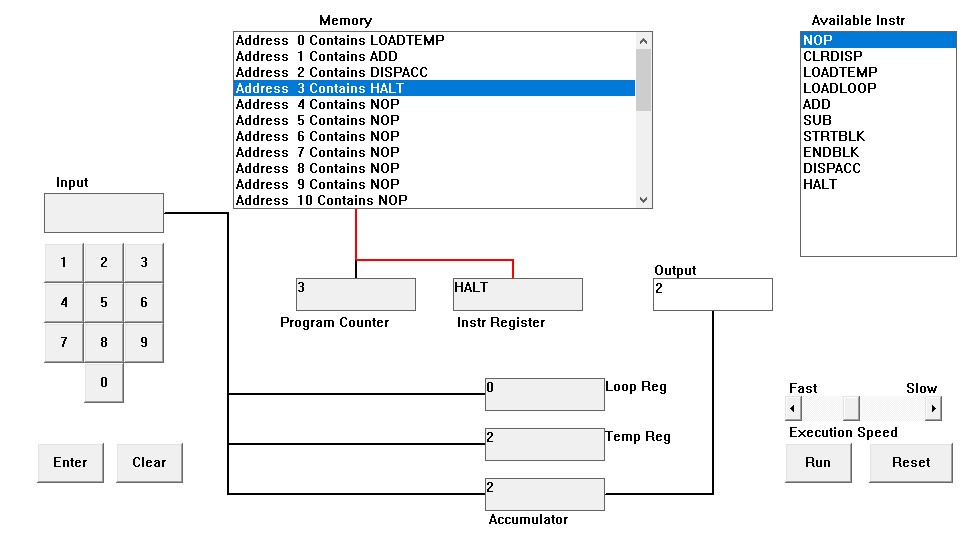 Memory
Address  0 Contains LOADTEMP
Address  1 Contains ADD
Address  2 Contains DISPACC
Address  3 Contains HALT
Address  4 Contains NOP
Address  5 Contains NOP
Address  6 Contains NOP
Address  7 Contains NOP
Address  8 Contains NOP
Address  9 Contains NOP
Address  10 Contains NOP
Available Instr
NOP
CLRDISP
LOADTEMP
LOADLOOP
ADD
SUB
STRTBLK
ENDBLK
DISPACC
HALT
Input
1 2 3
4 5 6
7 8 9
0
Enter Clear
3
Program Counter
HALT
Instr Register
Output
2
0 Loop Reg
2 Temp Reg
2
Accumulator
Fast Slow
Execution Speed
Run Reset